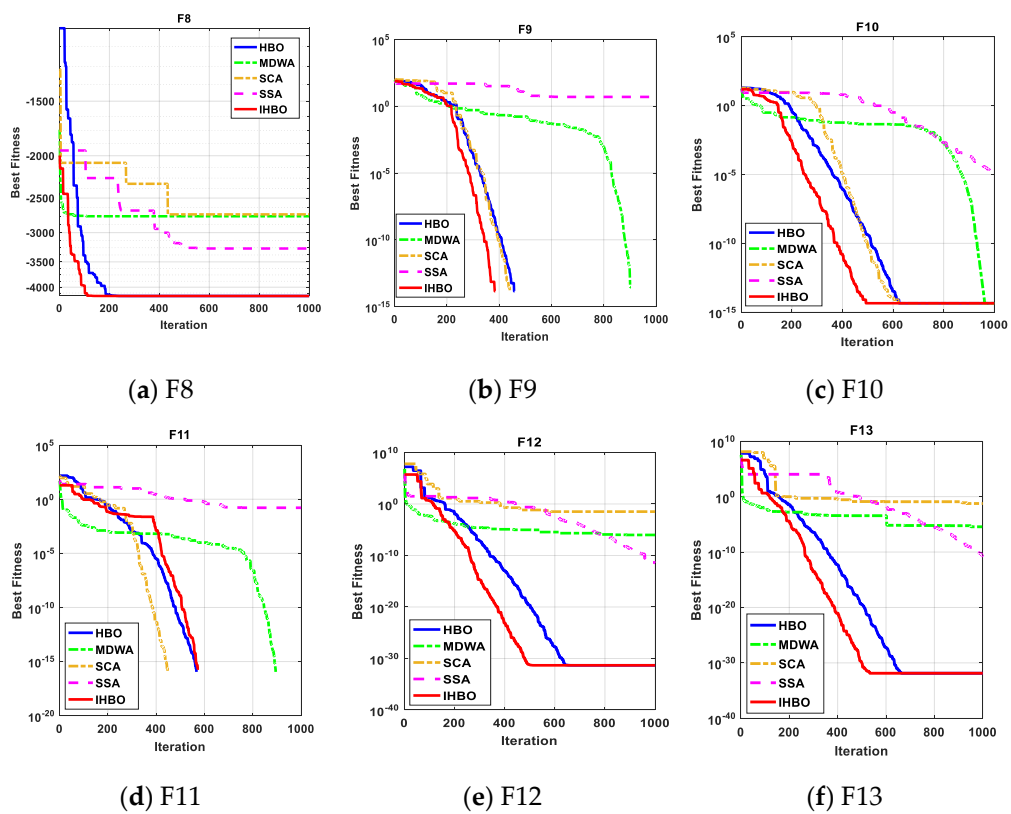 F8
Best Fitness
-1500
-2000
-2500
-3000
-3500
-4000
0 200 400 600 800 1000
Iteration
HBO
MDWA
SCA
SSA
IHBO
(a) F8
F9
Best Fitness
10^5
10^0
10^-5
10^-10
10^-15
0 200 400 600 800 1000
Iteration
HBO
MDWA
SCA
SSA
IHBO
(b) F9
F10
Best Fitness
10^5
10^0
10^-5
10^-10
10^-15
0 200 400 600 800 1000
Iteration
HBO
MDWA
SCA
SSA
IHBO
(c) F10
F11
Best Fitness
10^5
10^0
10^-5
10^-10
10^-15
10^-20
0 200 400 600 800 1000
Iteration
HBO
MDWA
SCA
SSA
IHBO
(d) F11
F12
Best Fitness
10^10
10^0
10^-10
10^-20
10^-30
10^-40
0 200 400 600 800 1000
Iteration
HBO
MDWA
SCA
SSA
IHBO
(e) F12
F13
Best Fitness
10^10
10^0
10^-10
10^-20
10^-30
10^-40
0 200 400 600 800 1000
Iteration
HBO
MDWA
SCA
SSA
IHBO
(f) F13